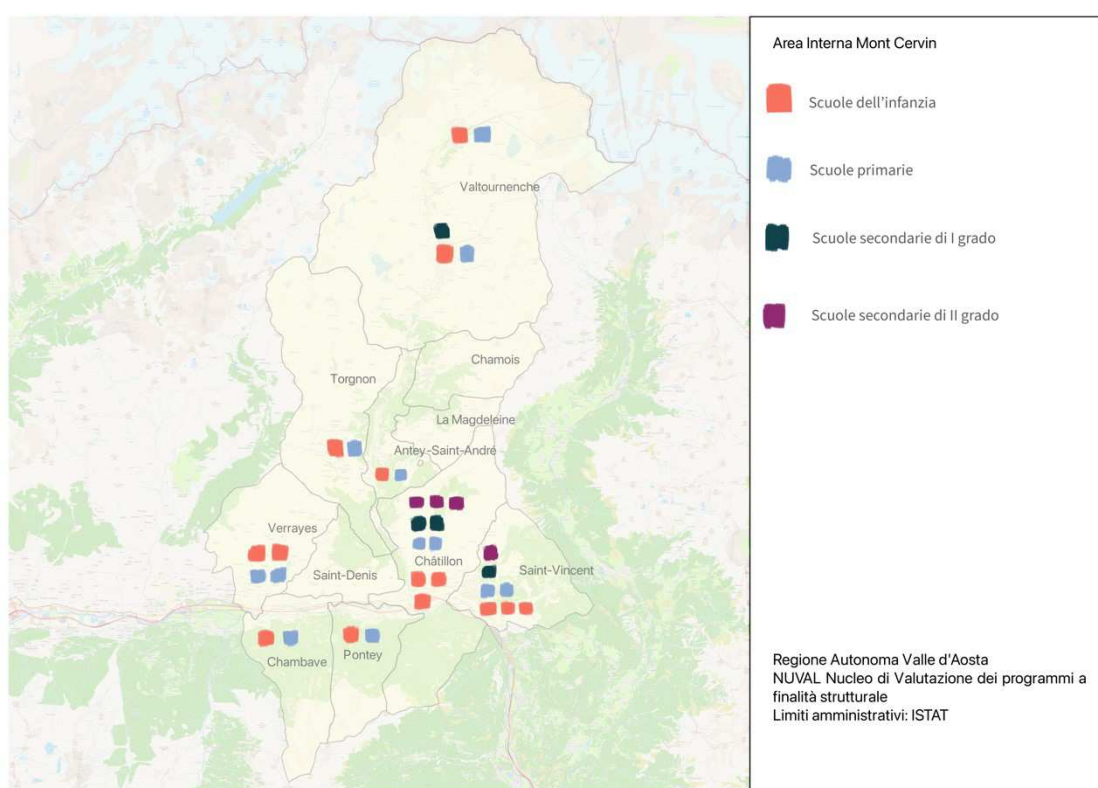 Area Interna Mont Cervin
Scuole dell'infanzia
Scuole primarie
Scuole secondarie di I grado
Scuole secondarie di II grado
Valtournenche
Chamois
Torgnon
La Magdeleine
Antey-Saint-André
Verrayes
Châtillon
Saint-Denis
Saint-Vincent
Chambave
Pontey
Regione Autonoma Valle d'Aosta
NUVAL Nucleo di Valutazione dei programmi a
finalità strutturale
Limiti amministrativi: ISTAT